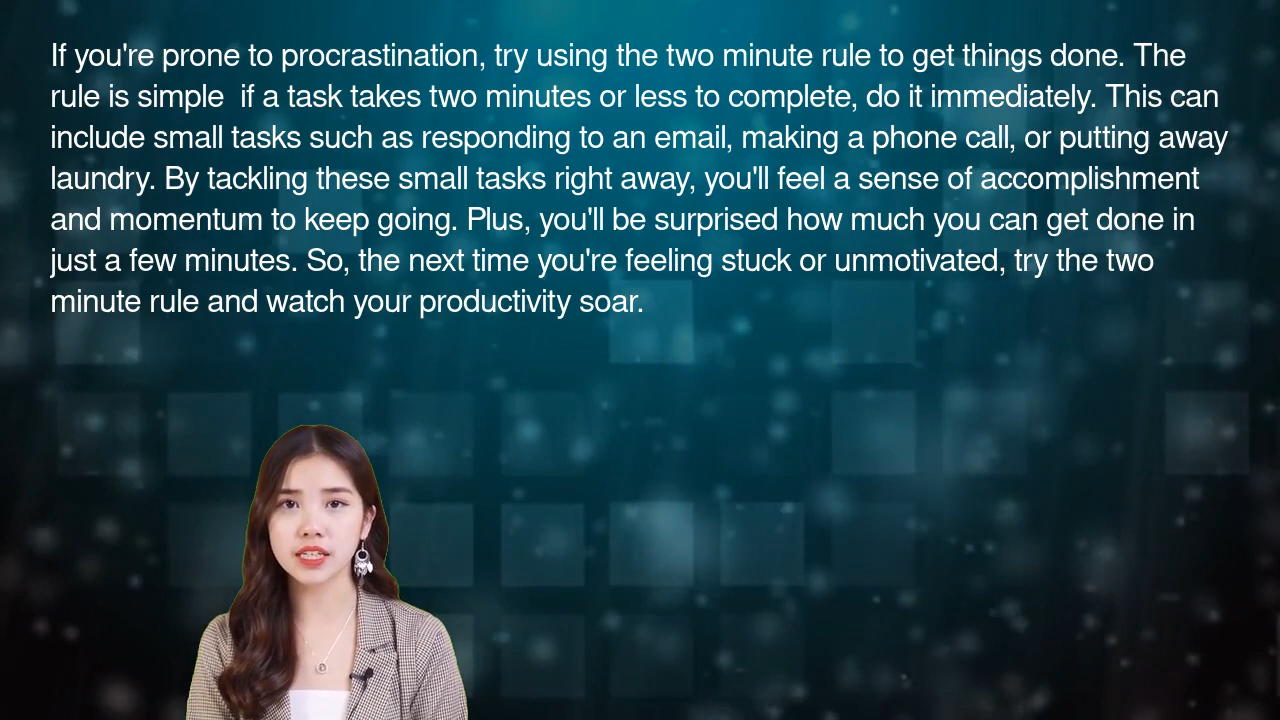 If you're prone to procrastination, try using the two minute rule to get things done. The
rule is simple  if a task takes two minutes or less to complete, do it immediately. This can
include small tasks such as responding to an email, making a phone call, or putting away
laundry. By tackling these small tasks right away, you'll feel a sense of accomplishment
and momentum to keep going. Plus, you'll be surprised how much you can get done in
just a few minutes. So, the next time you're feeling stuck or unmotivated, try the two
minute rule and watch your productivity soar.